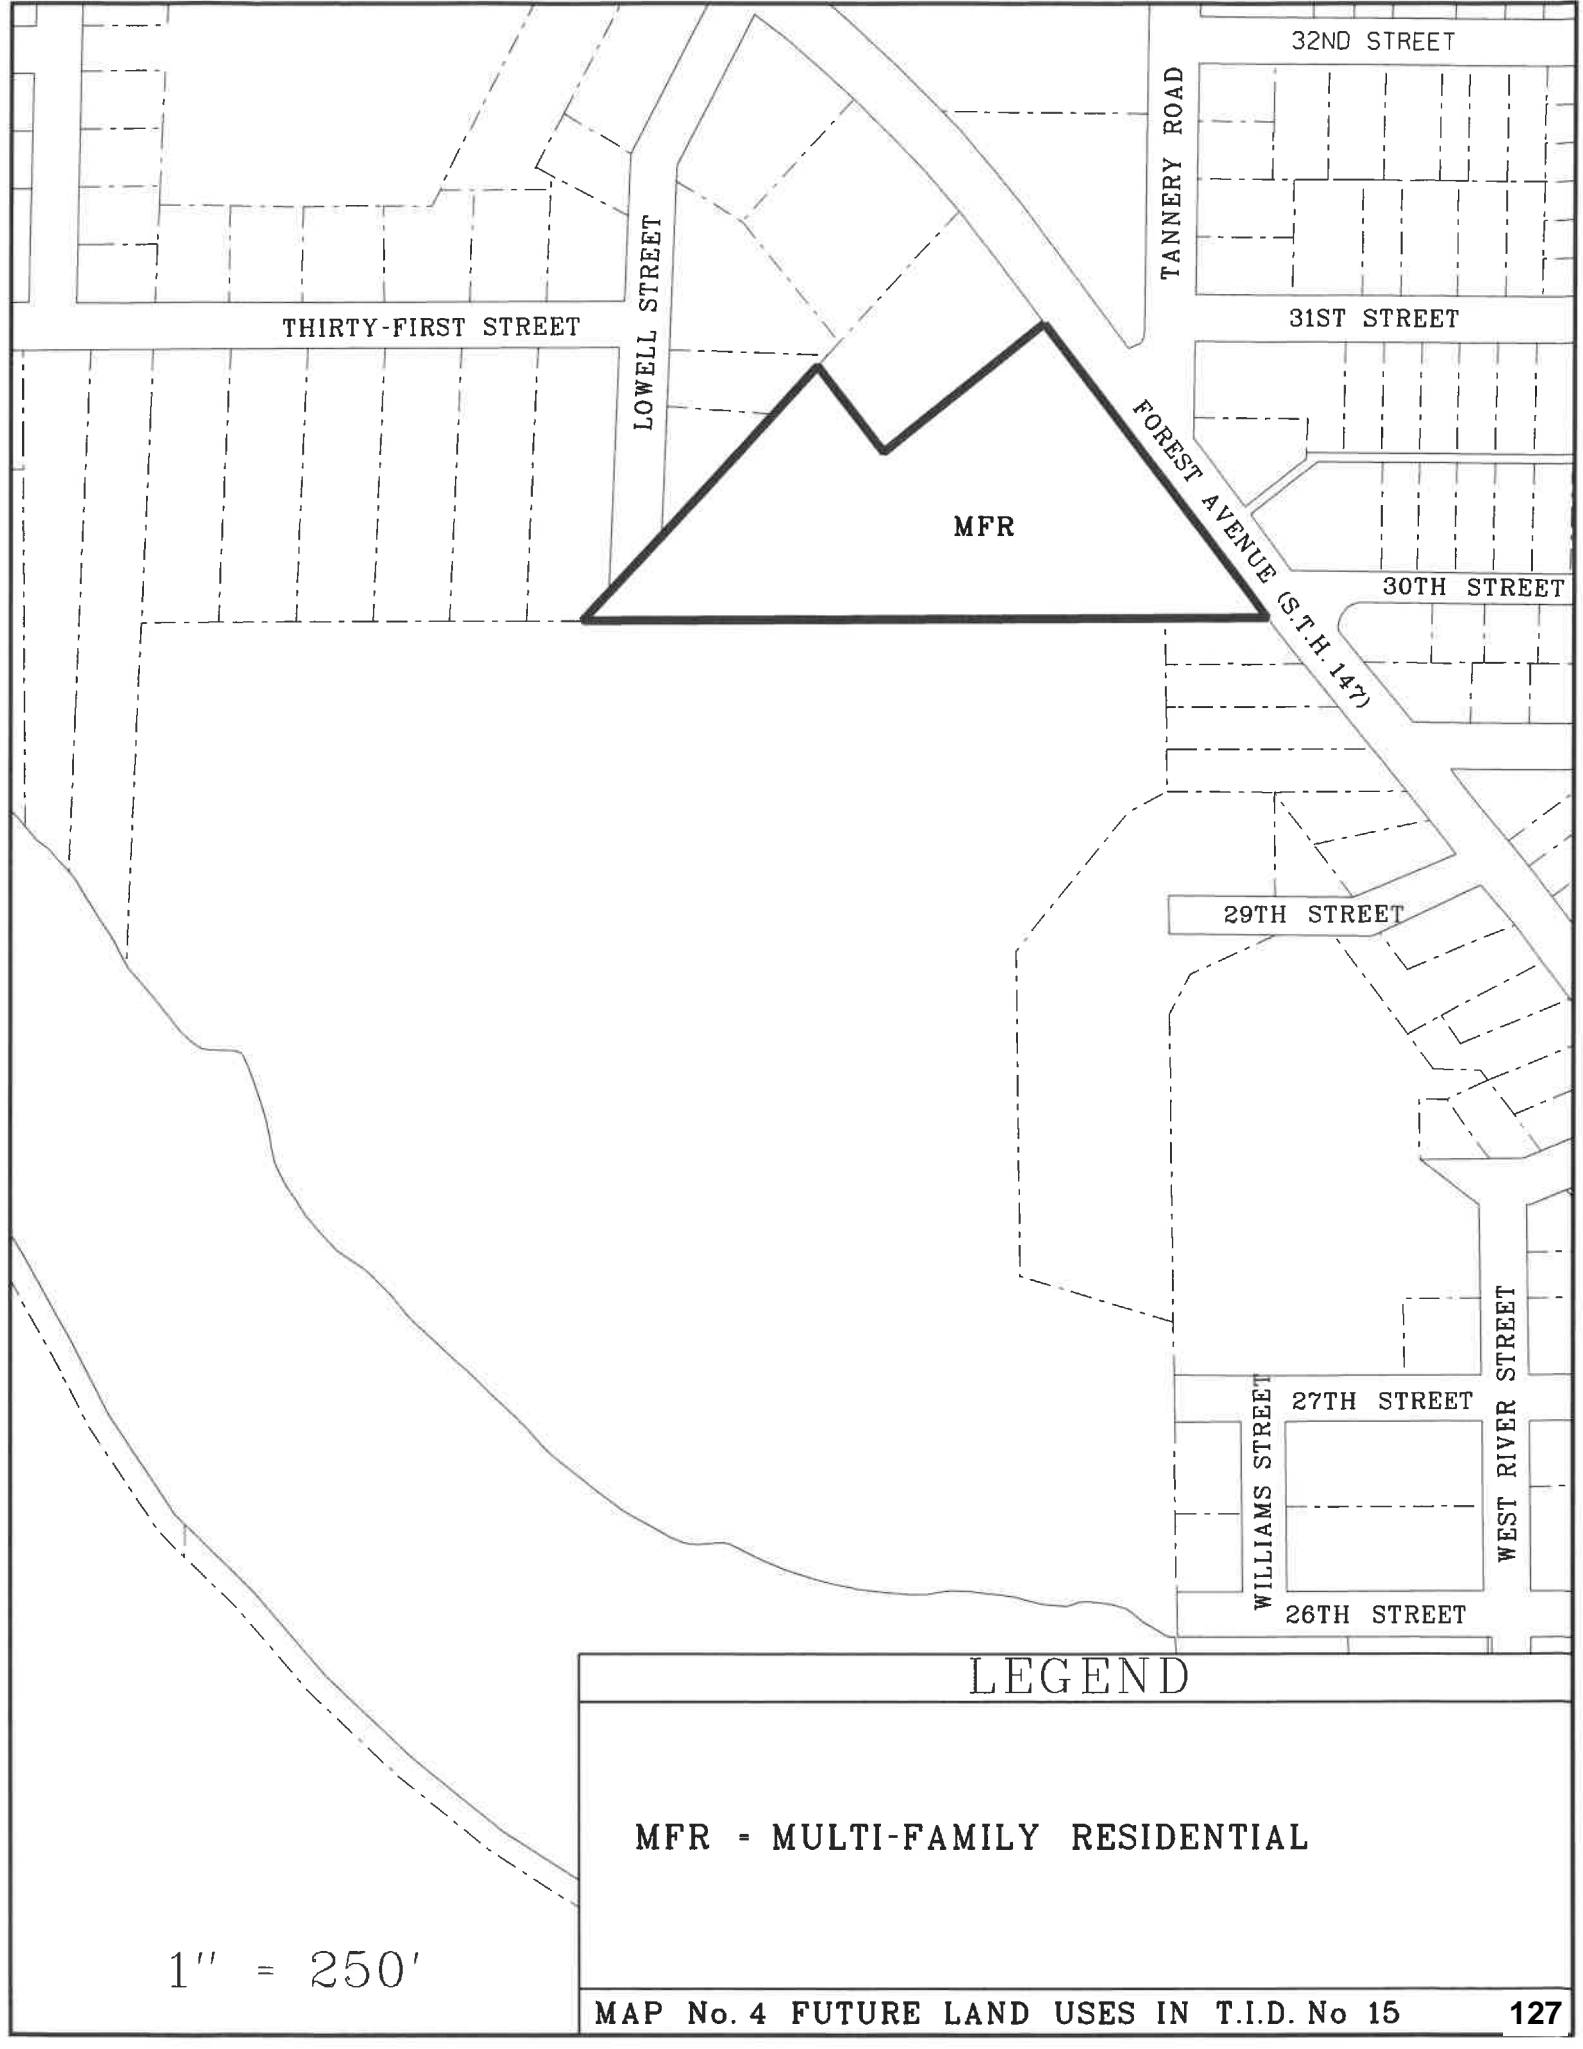 32ND STREET
TANNERY ROAD
LOWELL STREET
THIRTY-FIRST STREET
31ST STREET
FOREST AVENUE (S.T.H. 147)
MFR
30TH STREET
29TH STREET
WEST RIVER STREET
27TH STREET
WILLIAMS STREET
26TH STREET
LEGEND
MFR = MULTI-FAMILY RESIDENTIAL
1" = 250'
MAP No. 4 FUTURE LAND USES IN T.I.D. No 15
127